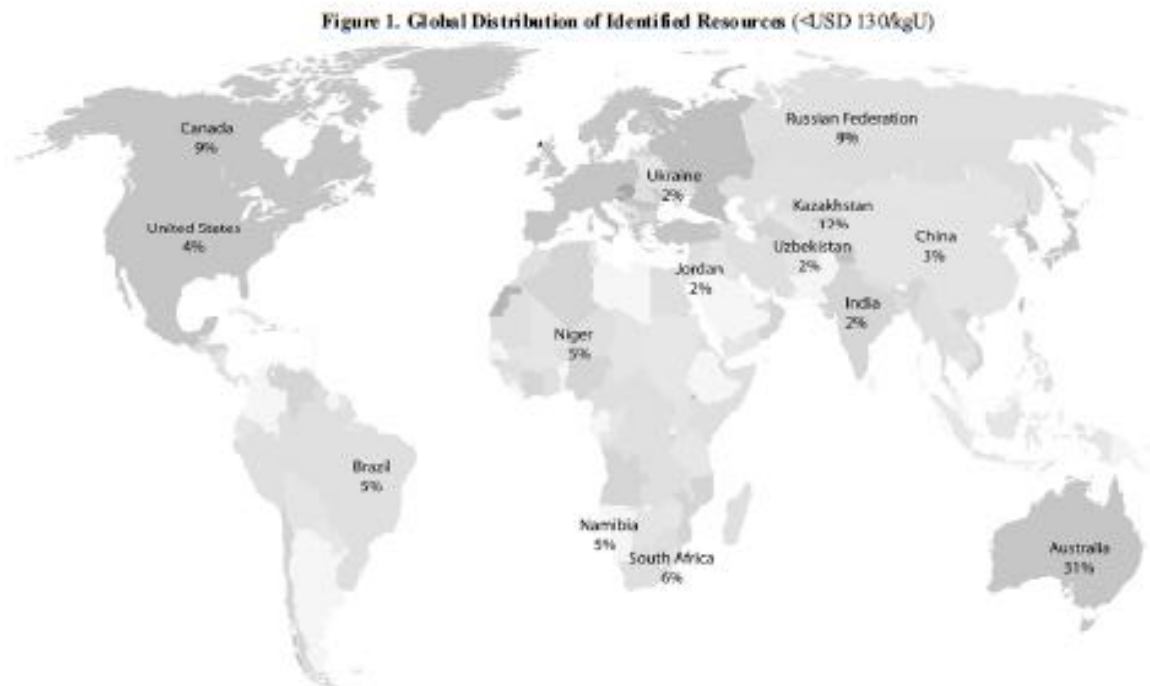 Figure 1. Global Distribution of Identified Resources (<USD 130/kgU)
Canada
9%
Russian Federation
9%
Ukraine
2%
Kazakhstan
12%
United States
4%
China
3%
Uzbekistan
2%
Jordan
2%
India
2%
Niger
5%
Brazil
5%
Namibia
5%
South Africa
6%
Australia
31%